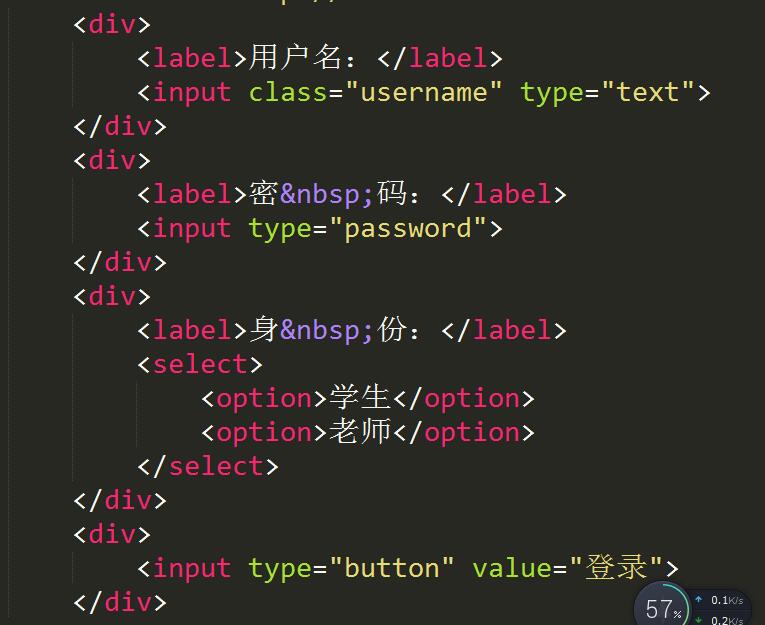 <div>
<label>用户名：</label>
<input class="username" type="text">
</div>
<div>
<label>密&nbsp;码：</label>
<input type="password">
</div>
<div>
<label>身&nbsp;份：</label>
<select>
<option>学生</option>
<option>老师</option>
</select>
</div>
<div>
<input type="button" value="登录">
</div>
57%
0.1K/s
0.2K/s